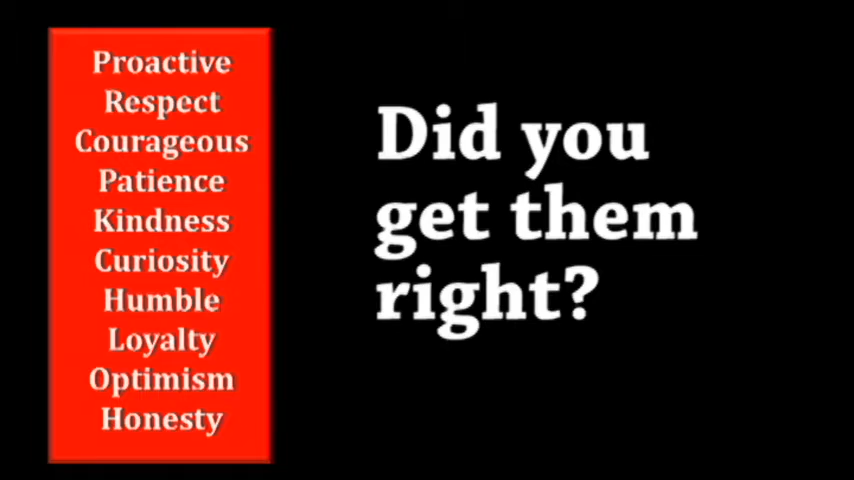 Proactive
Respect
Courageous
Patience
Kindness
Curiosity
Humble
Loyalty
Optimism
Honesty
Did you
get them
right?